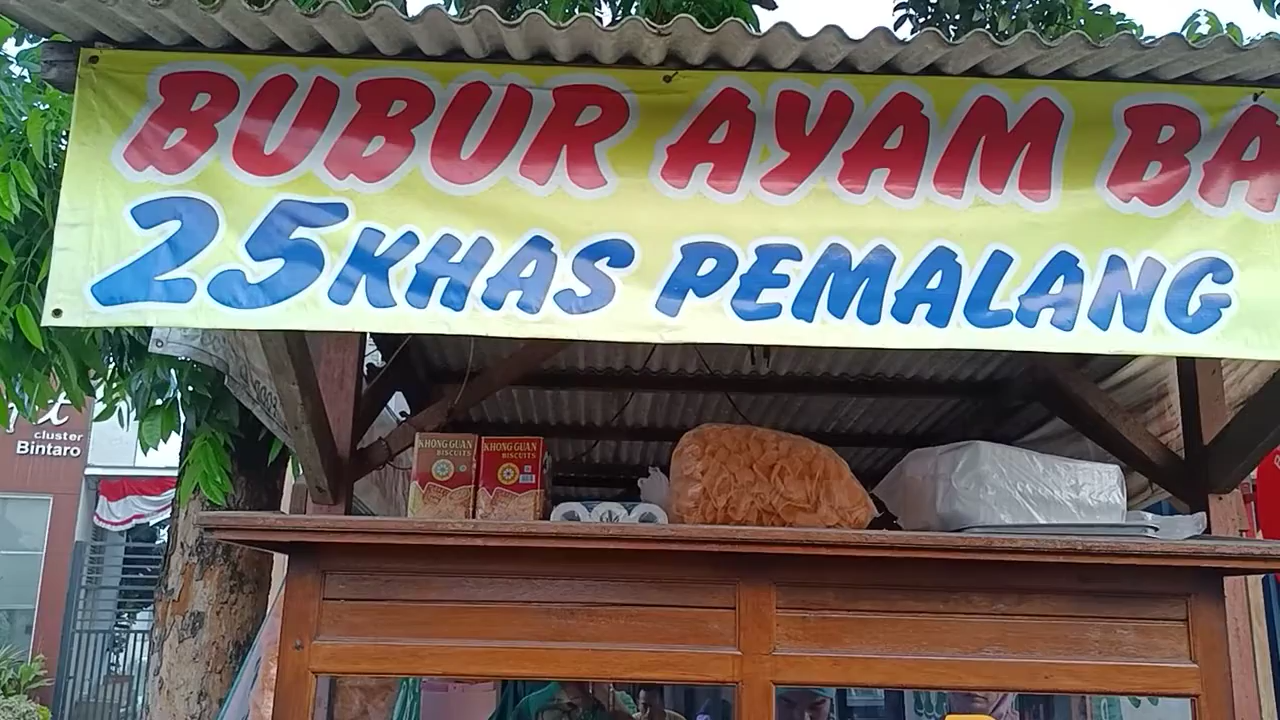 BUBUR AYAM BA
25 KHAS PEMALANG
KHONG GUAN
BISCUITS
KHONG GUAN
BISCUITS
cluster
Bintaro